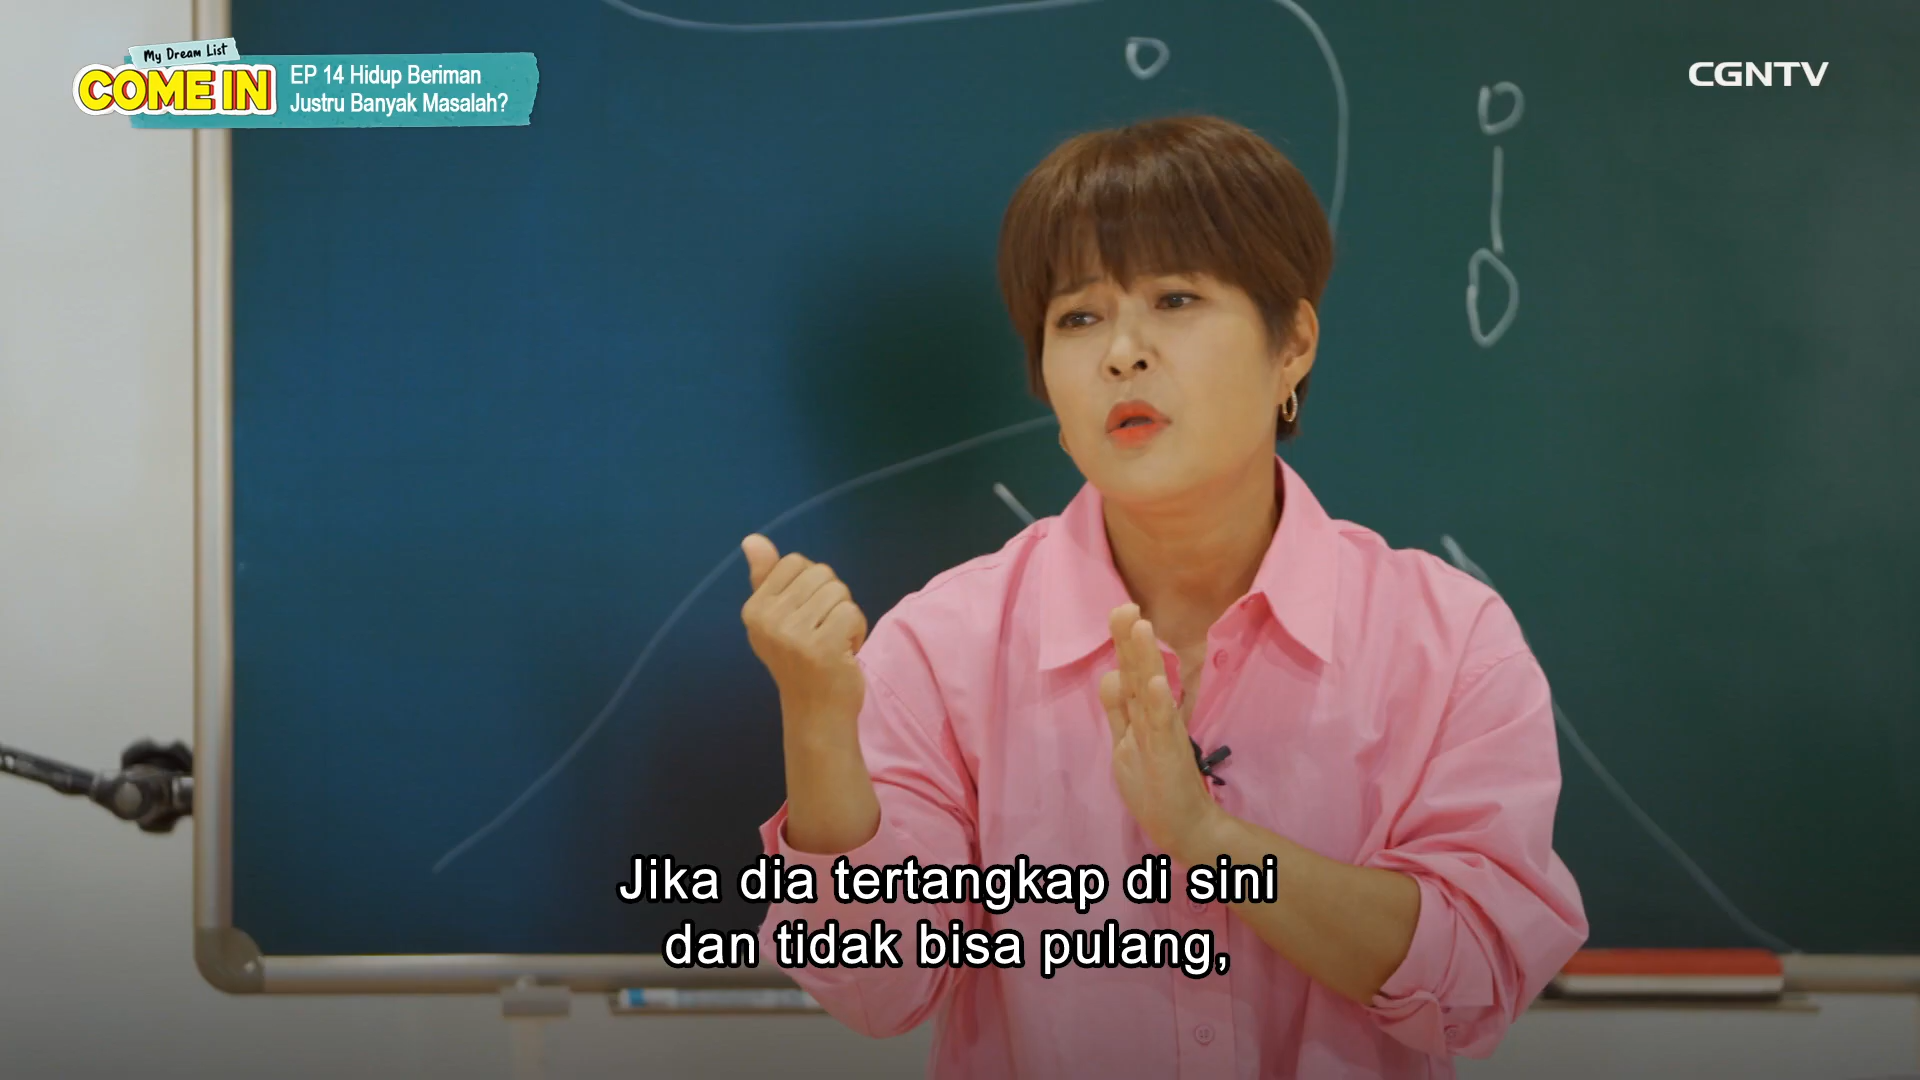 My Dream List
COME IN
EP 14 Hidup Beriman
Justru Banyak Masalah?
CGNTV
Jika dia tertangkap di sini
dan tidak bisa pulang,